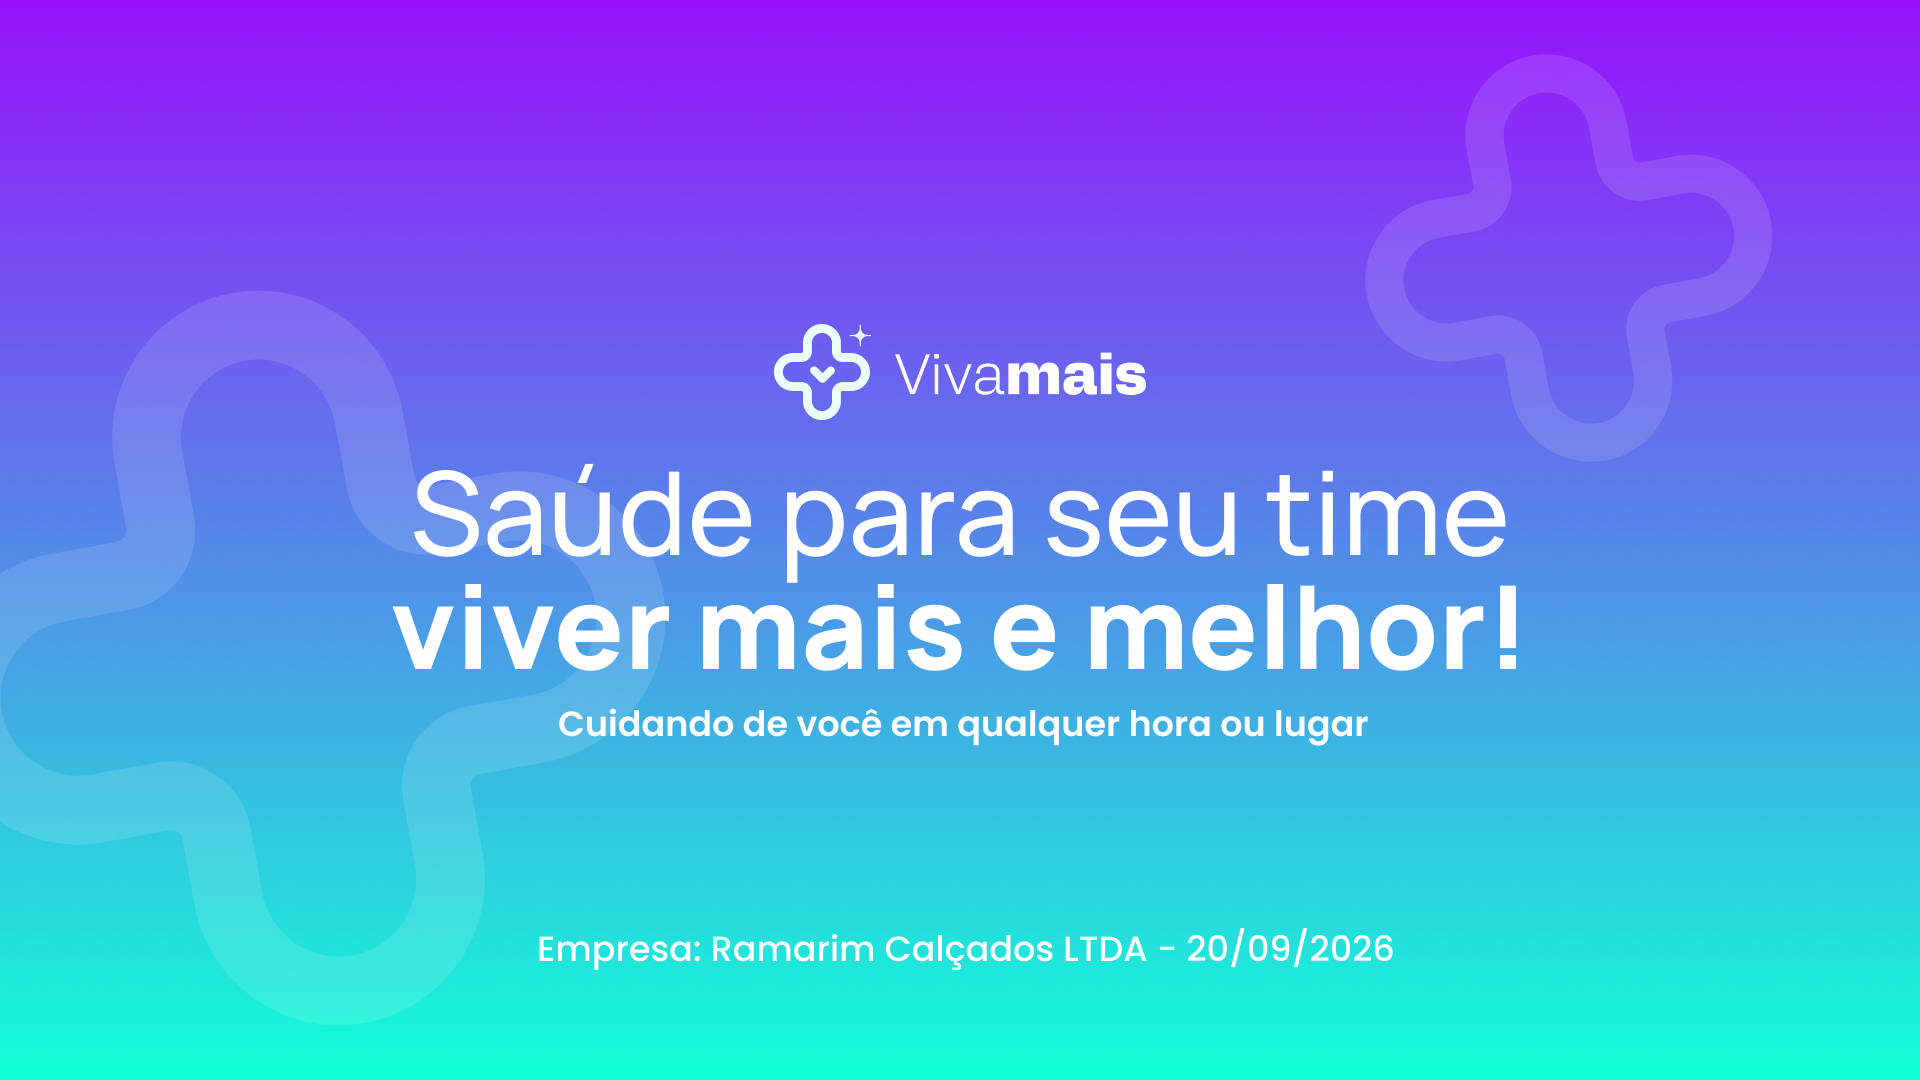 Vivamais
Saúde para seu time
viver mais e melhor!
Cuidando de você em qualquer hora ou lugar
Empresa: Ramarim Calçados LTDA - 20/09/2026